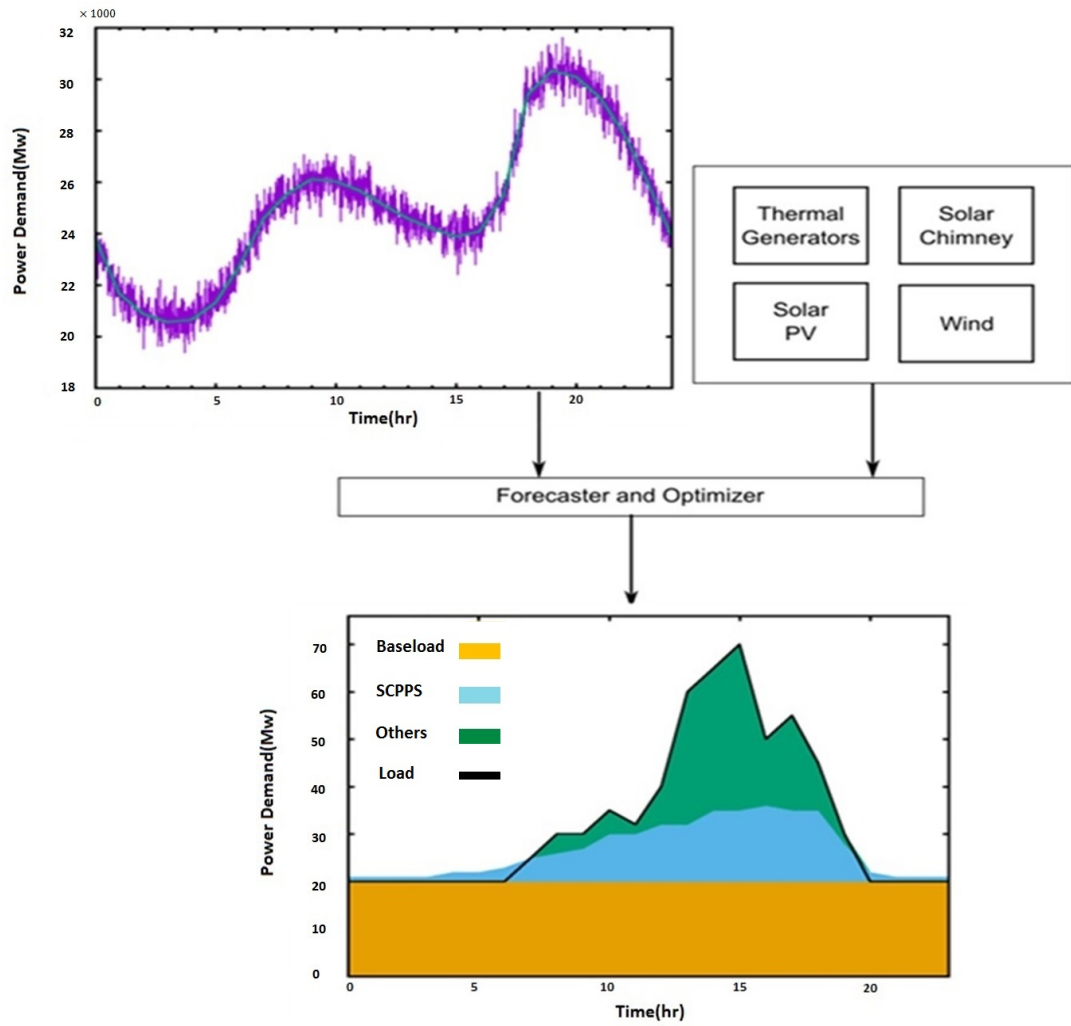 × 1000
32
30
28
26
24
22
20
18
Power Demand(Mw)
0 5 10 15 20
Time(hr)
Thermal
Generators
Solar
Chimney
Solar
PV
Wind
Forecaster and Optimizer
Power Demand(Mw)
70
60
50
40
30
20
10
0
Baseload
SCPPS
Others
Load
0 5 10 15 20
Time(hr)